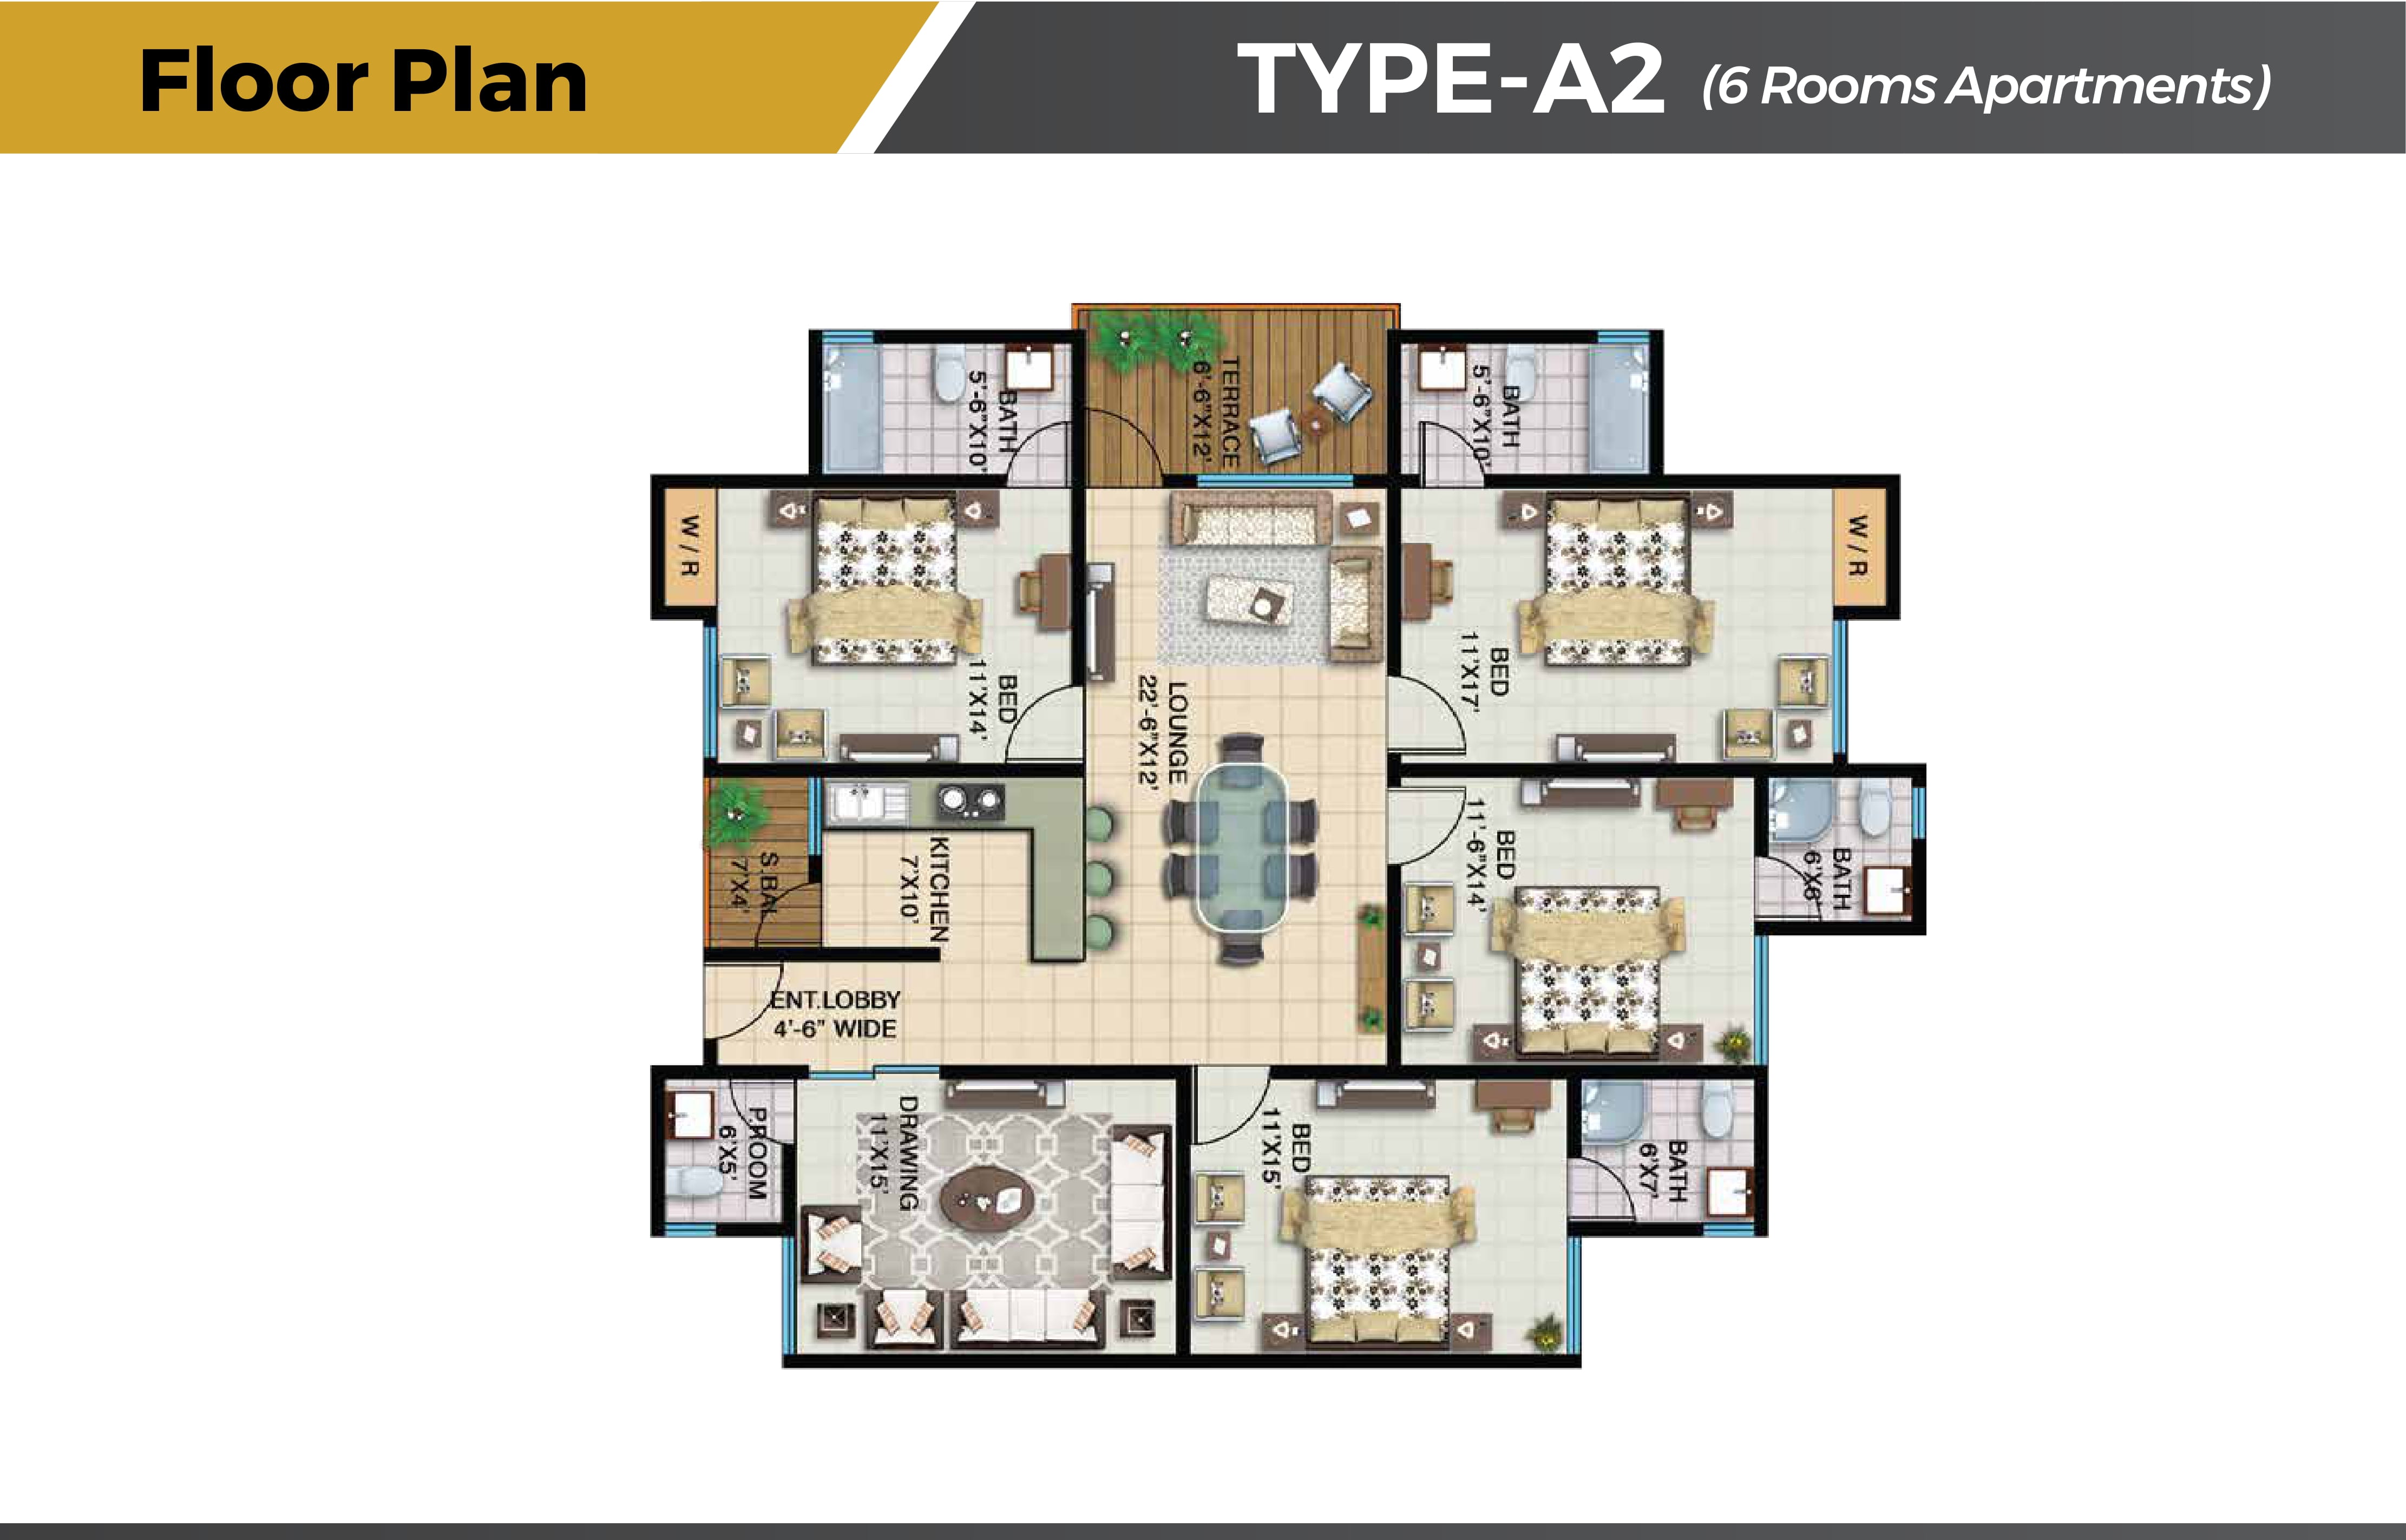 Floor Plan
TYPE-A2 (6 Rooms Apartments)
BATH
5'-6"X10'
TERRACE
6'-6"X12'
BATH
5'-6"X10'
W / R
BED
11'X14'
LOUNGE
22'-6"X12'
BED
11'X17'
W / R
S.BAL
7'X4'
KITCHEN
7'X10'
BED
11'-6"X14'
BATH
ENT.LOBBY
4'-6" WIDE
P.ROOM
6'X5'
DRAWING
11'X15'
BED
11'X15'
BATH
6'X7'